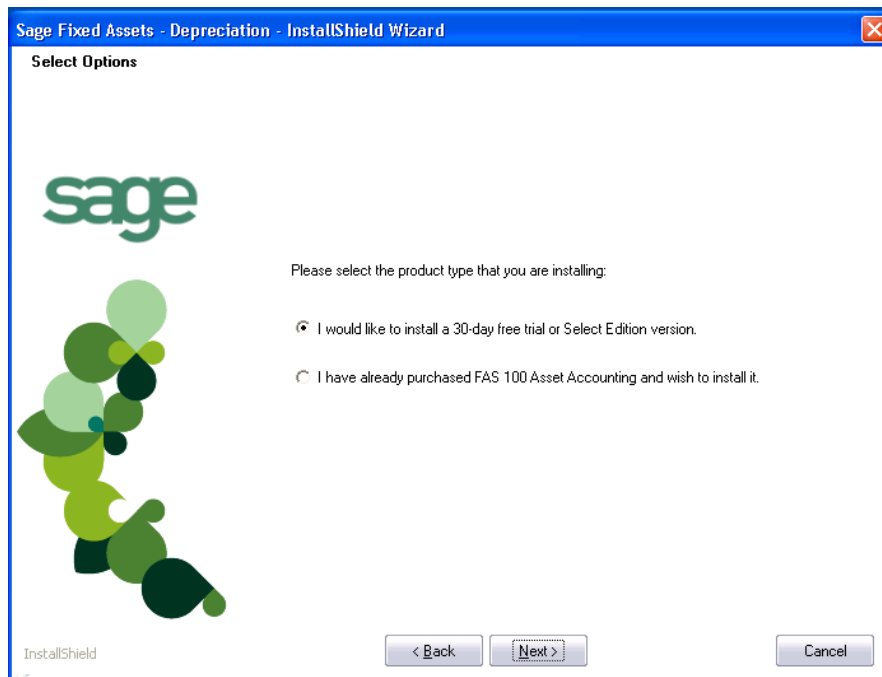 Sage Fixed Assets - Depreciation - InstallShield Wizard
Select Options
sage
Please select the product type that you are installing:
I would like to install a 30-day free trial or Select Edition version.
I have already purchased FAS 100 Asset Accounting and wish to install it.
InstallShield
< Back
Next >
Cancel